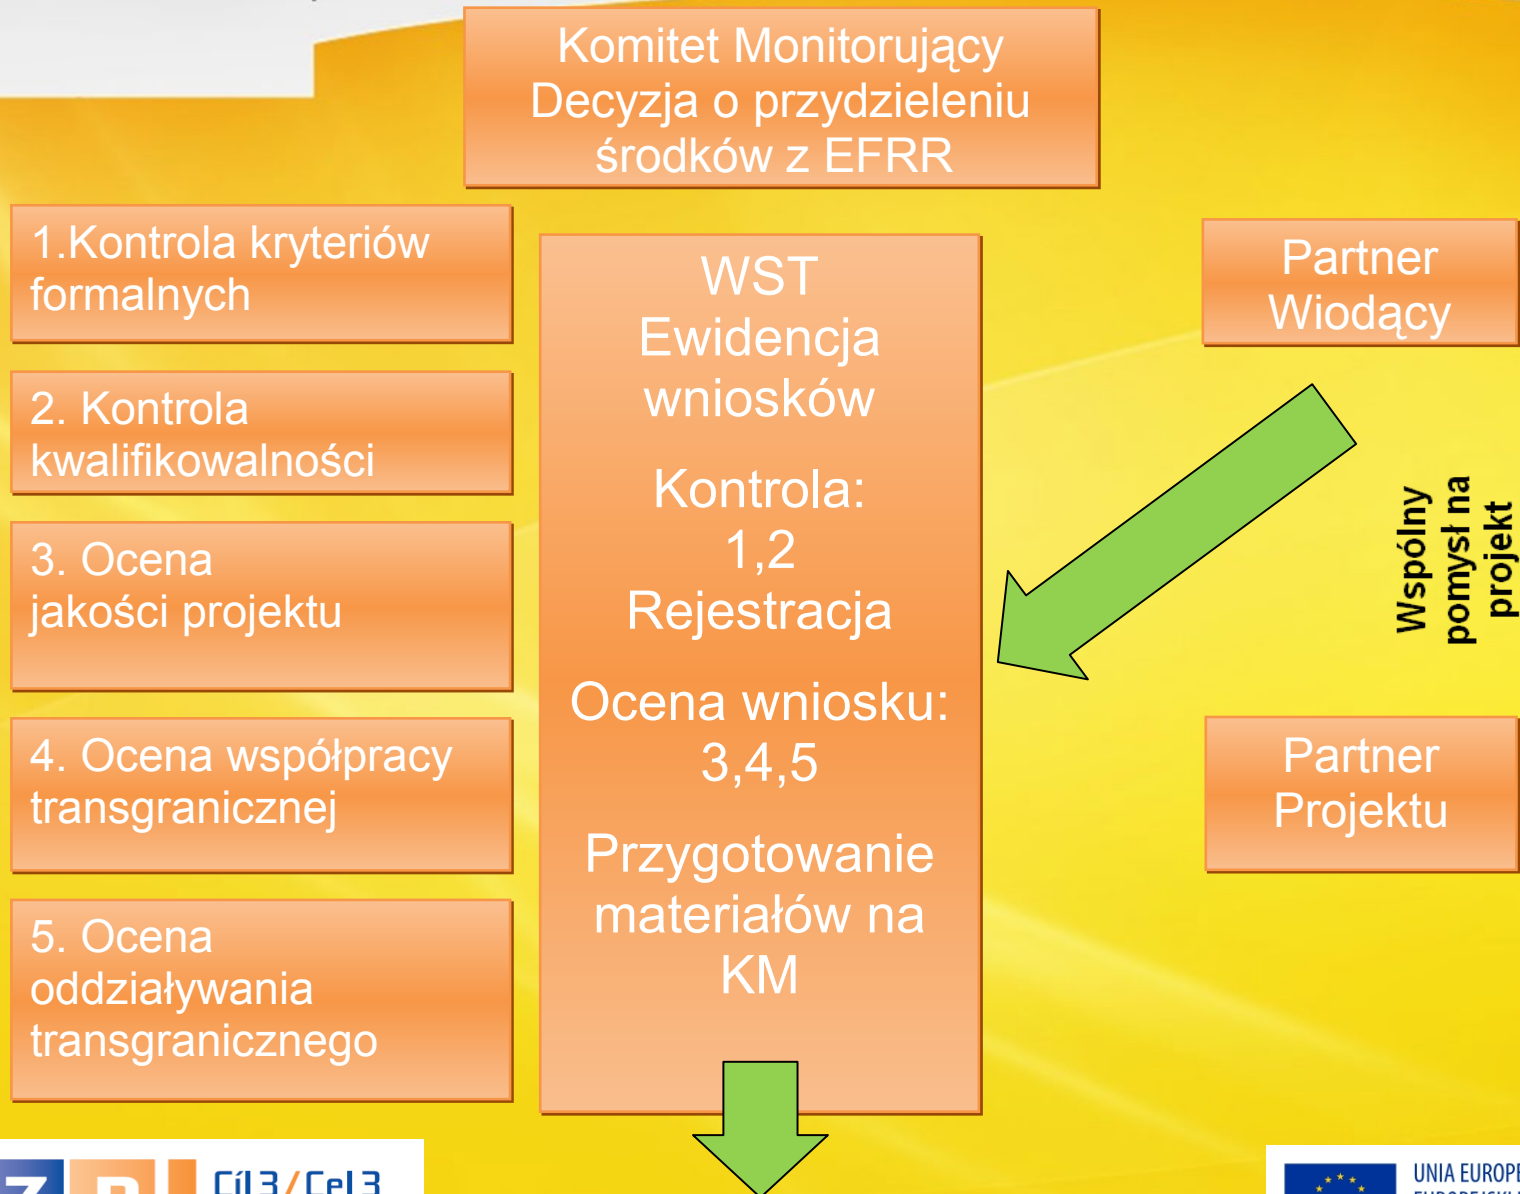 Komitet Monitorujący
Decyzja o przydzieleniu
środków z EFRR
1.Kontrola kryteriów
formalnych
2. Kontrola
kwalifikowalności
3. Ocena
jakości projektu
4. Ocena współpracy
transgranicznej
5. Ocena
oddziaływania
transgranicznego
WST
Ewidencja
wniosków
Kontrola:
1,2
Rejestracja
Ocena wniosku:
3,4,5
Przygotowanie
materiałów na
KM
Partner
Wiodący
Wspólny
pomysł na
projekt
Partner
Projektu
Cíl 3 / Cel 3
UNIA EUROPE